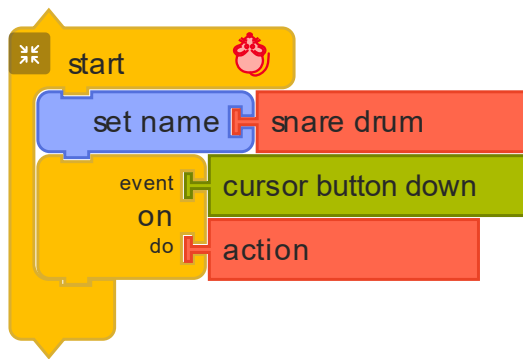 start
set name snare drum
event cursor button down
on
do action